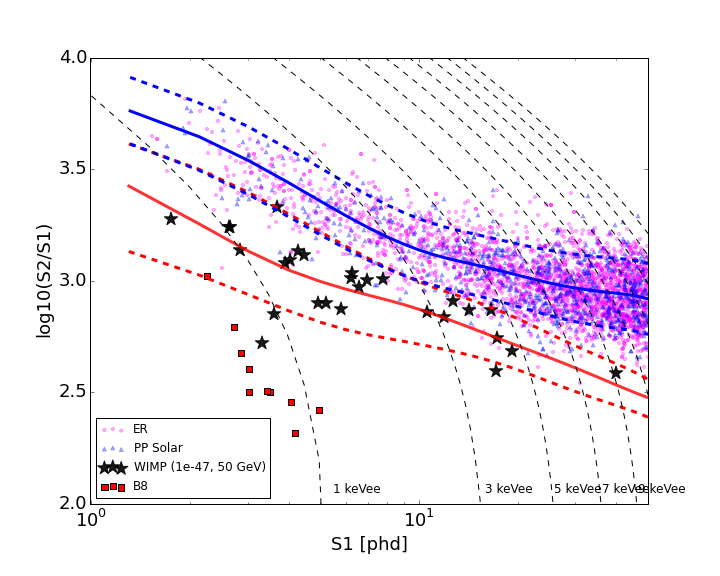 4.0
3.5
3.0
2.5
2.0
log10(S2/S1)
ER
PP Solar
WIMP (1e-47, 50 GeV)
B8
1 keVee
3 keVee
5 keVee
7 keVee
9 keVee
10^0
10^1
S1 [phd]